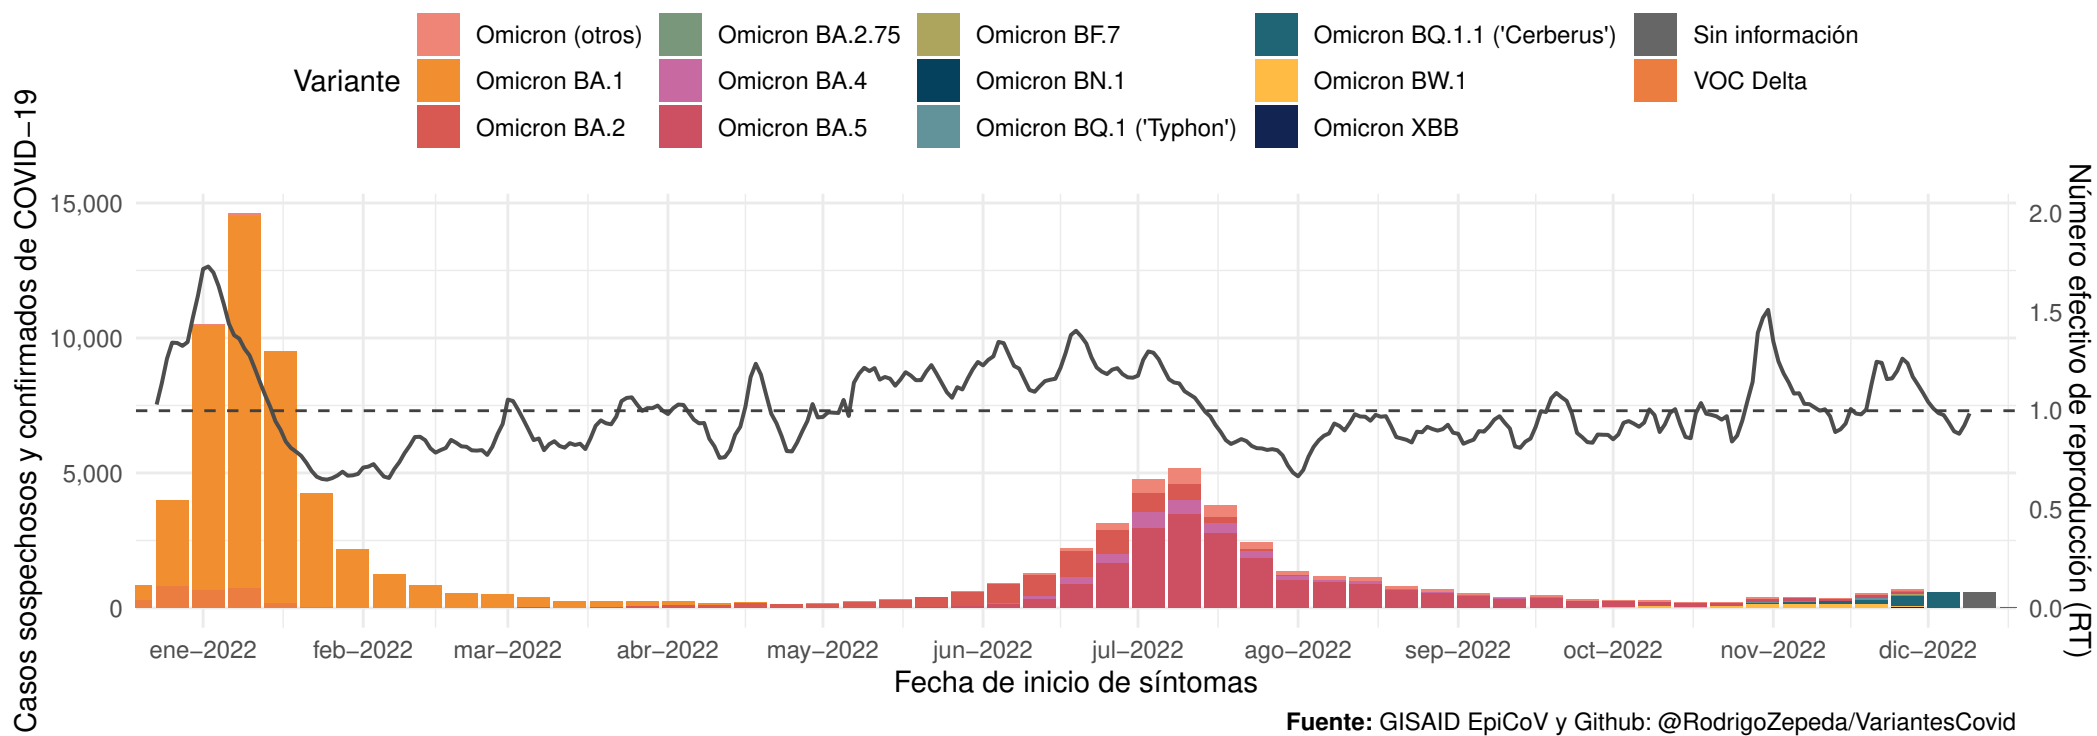 Variante
Omicron (otros)
Omicron BA.1
Omicron BA.2
Omicron BA.2.75
Omicron BA.4
Omicron BA.5
Omicron BF.7
Omicron BN.1
Omicron BQ.1 ('Typhon')
Omicron BQ.1.1 ('Cerberus')
Omicron BW.1
Omicron XBB
Sin información
VOC Delta
Casos sospechosos y confirmados de COVID−19
15,000
10,000
5,000
0
2.0
1.5
1.0
0.5
0.0
Número efectivo de reproducción (RT)
ene−2022
feb−2022
mar−2022
abr−2022
may−2022
jun−2022
jul−2022
ago−2022
sep−2022
oct−2022
nov−2022
dic−2022
Fecha de inicio de síntomas
Fuente: GISAID EpiCoV y Github: @RodrigoZepeda/VariantesCovid